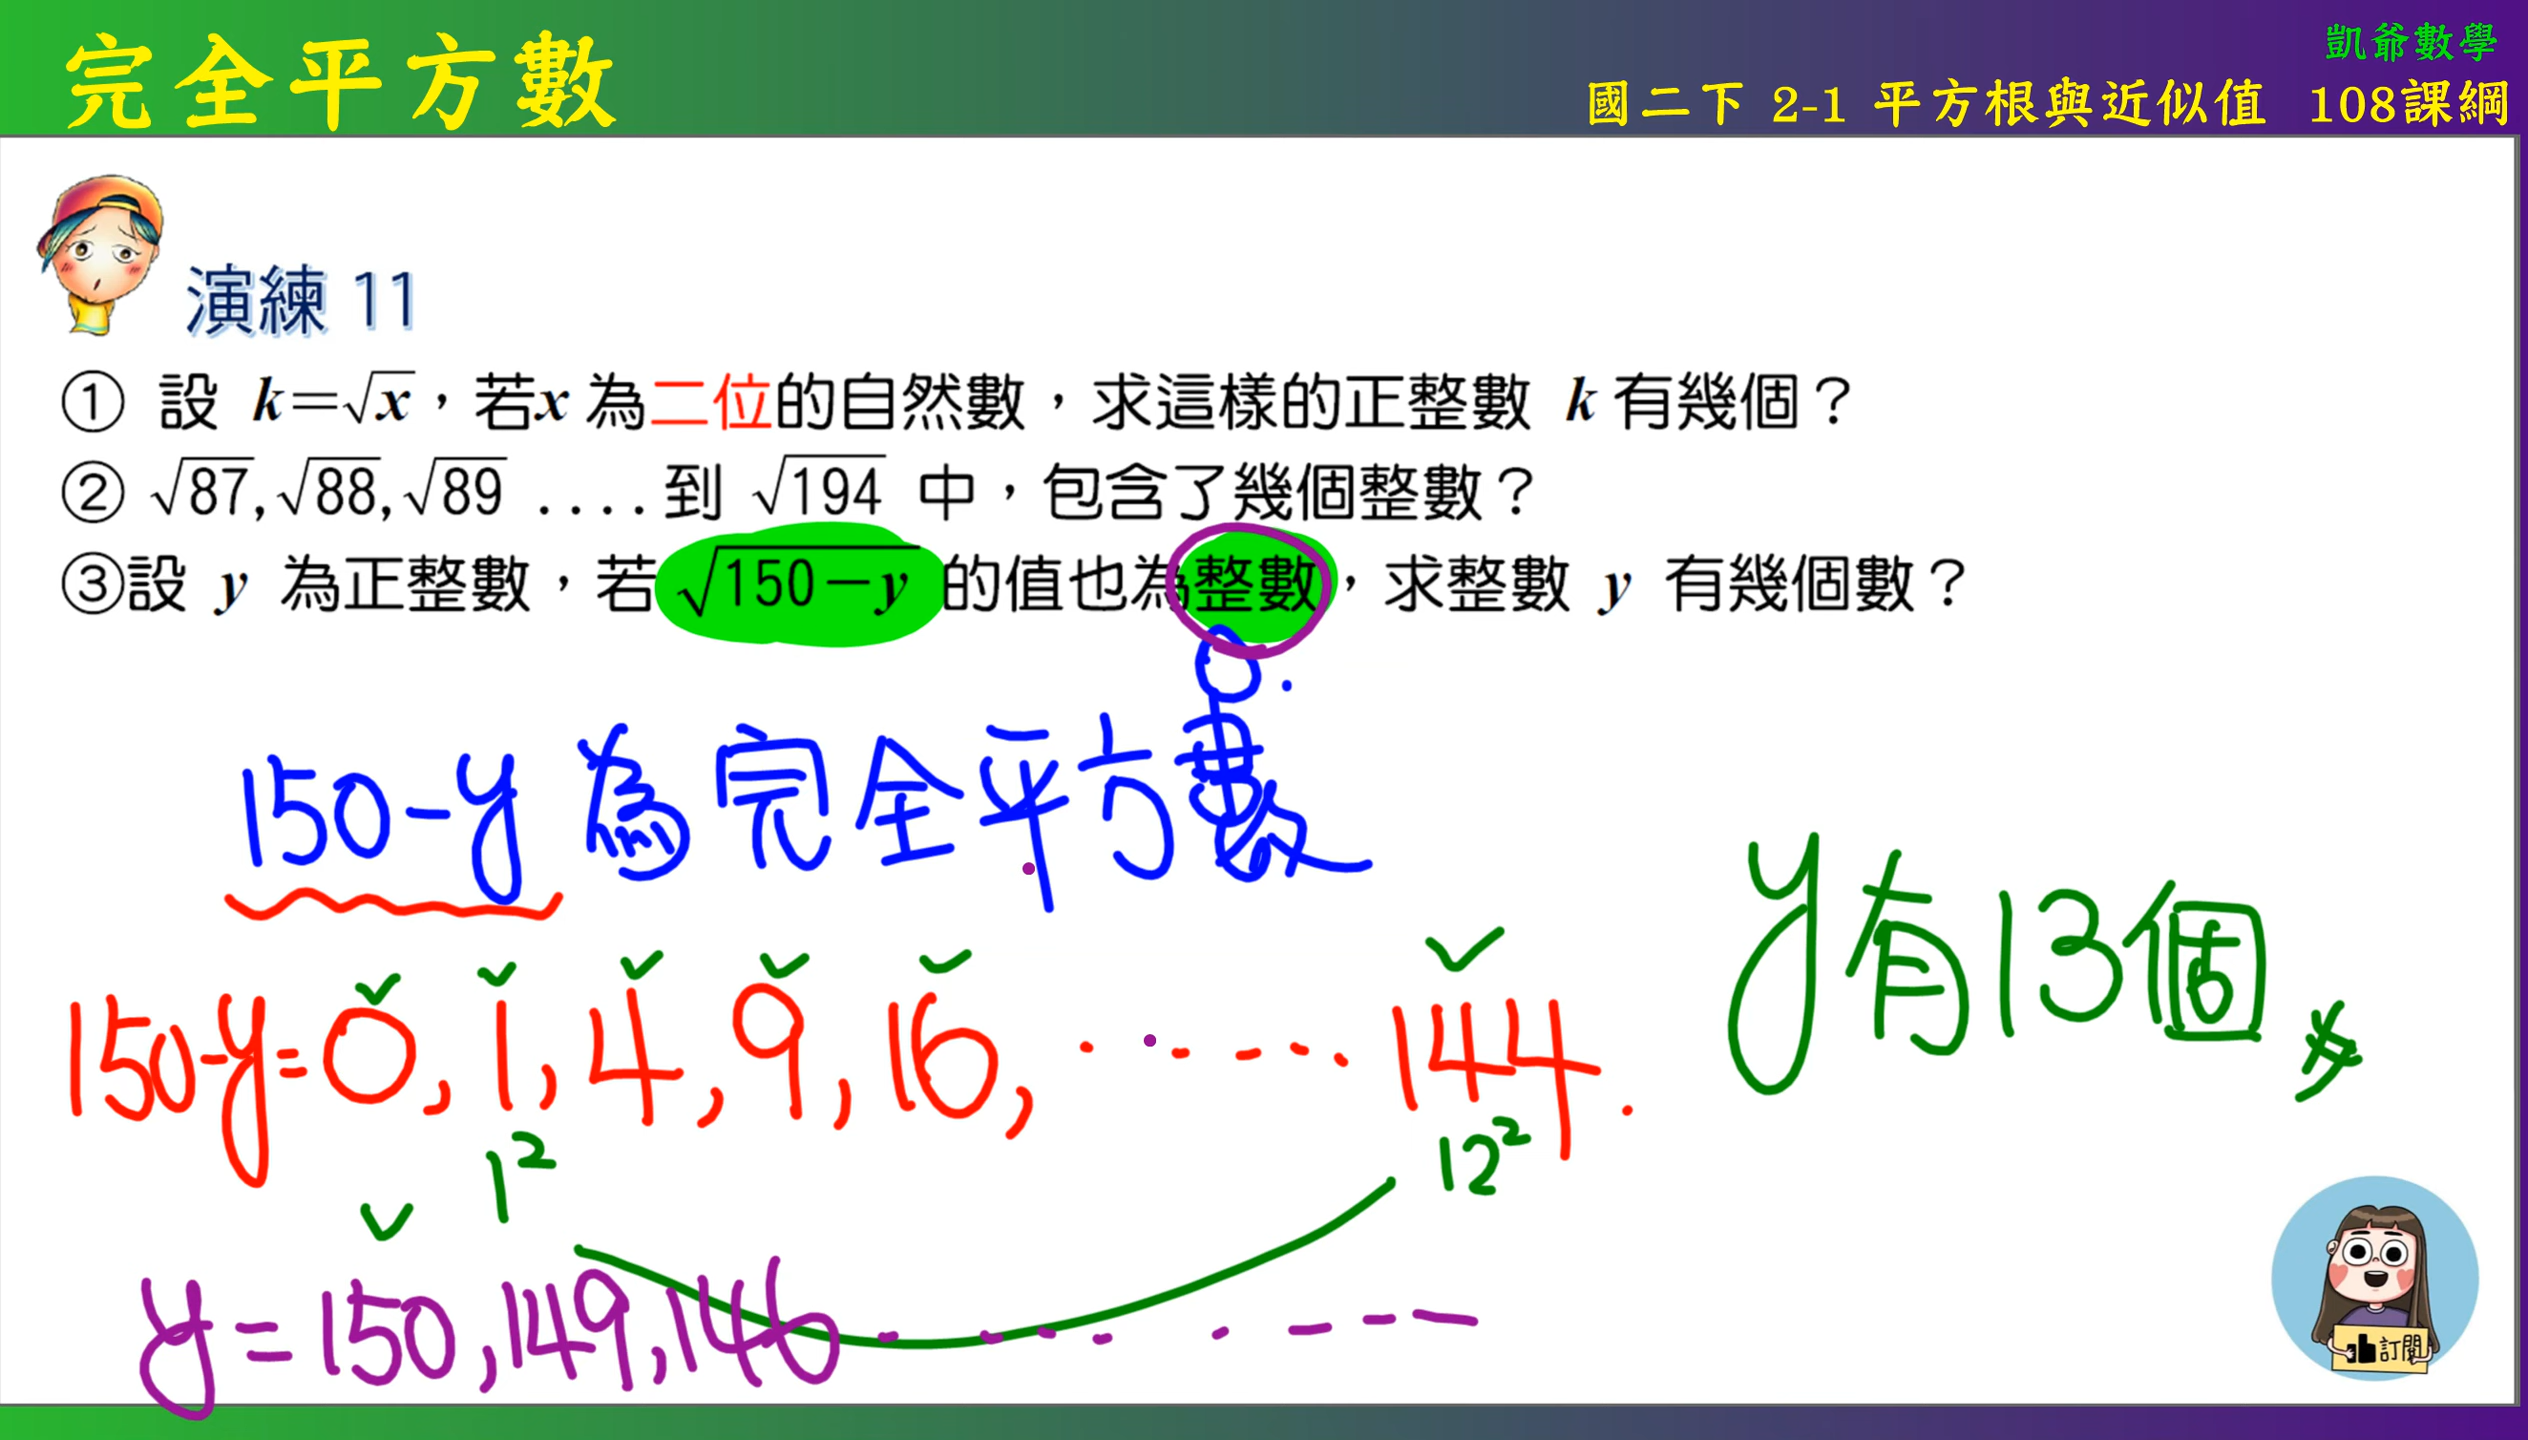 完全平方數
凱爺數學
國二下 2-1 平方根與近似值 108課綱
演練 11
① 設 k=√x，若x 為二位的自然數，求這樣的正整數 k 有幾個？
② √87,√88,√89 ....到 √194 中，包含了幾個整數？
③設 y 為正整數，若 √150−y 的值也為整數，求整數 y 有幾個數？
0.
150-y 為完全平方數
y有13個
150-y=0,1,4,9,16,......144.
1² 12²
y=150,149,146.......
訂閱